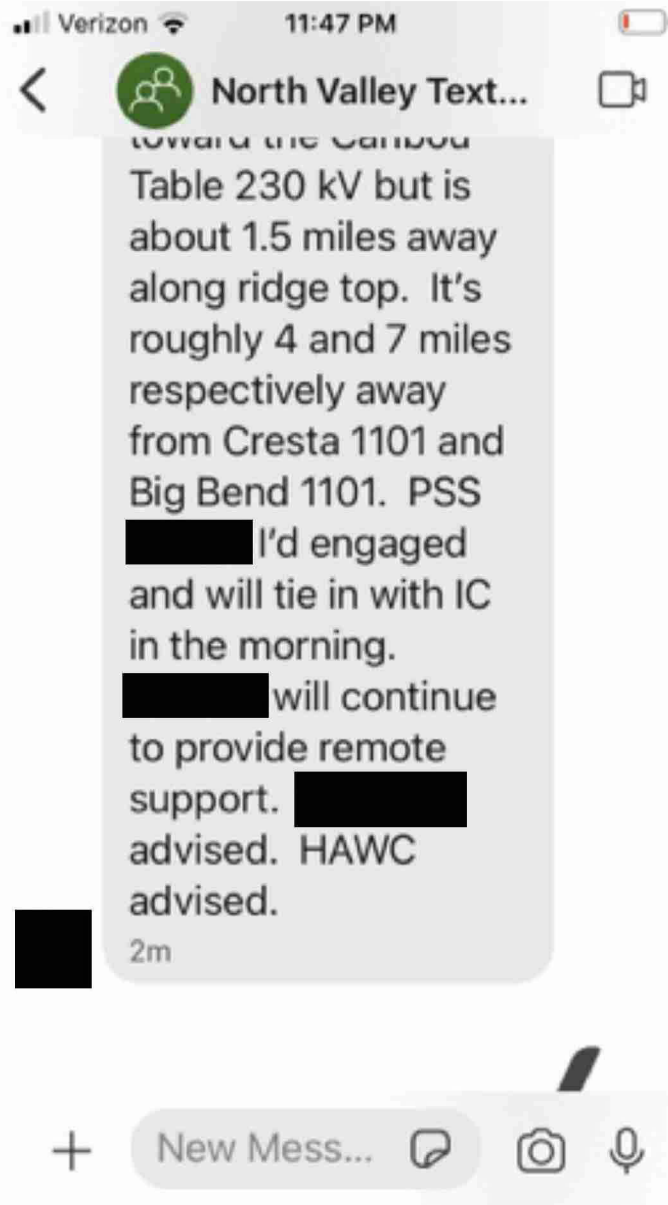 Verizon 11:47 PM
North Valley Text...
toward the Caribou
Table 230 kV but is
about 1.5 miles away
along ridge top. It's
roughly 4 and 7 miles
respectively away
from Cresta 1101 and
Big Bend 1101. PSS
I'd engaged
and will tie in with IC
in the morning.
will continue
to provide remote
support.
advised. HAWC
advised.
2m
New Mess...